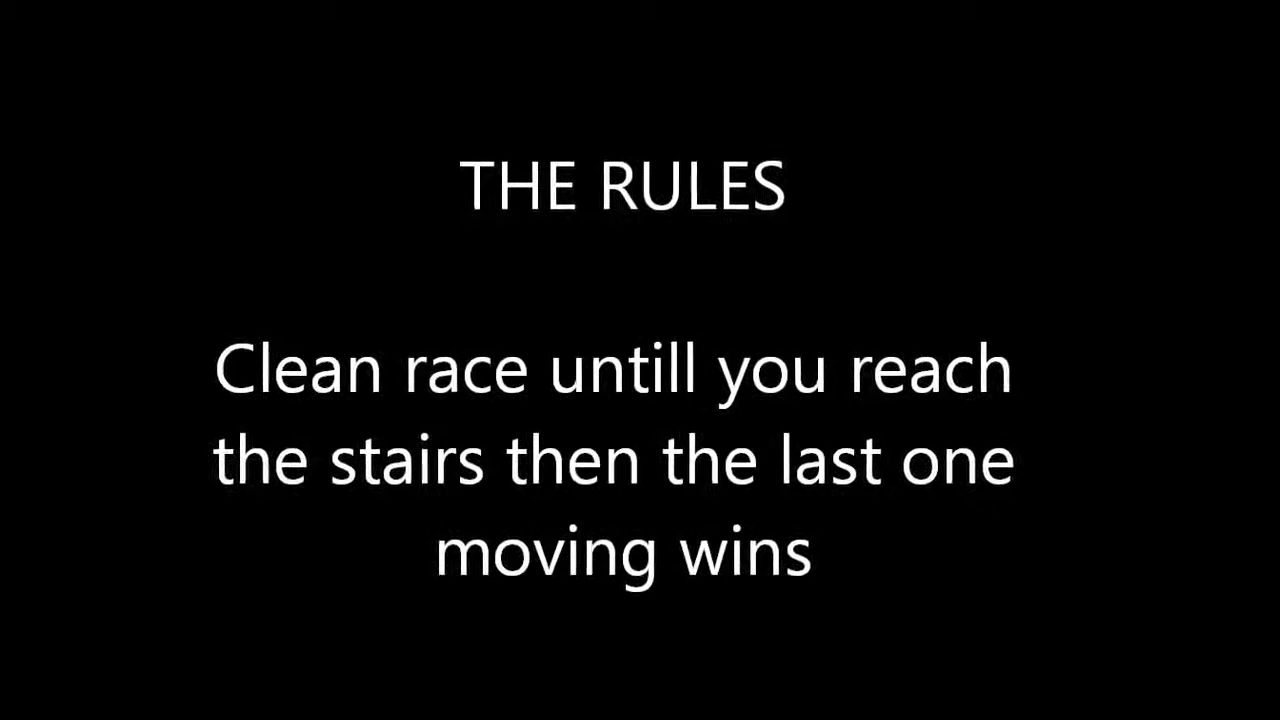 THE RULES
Clean race untill you reach
the stairs then the last one
moving wins